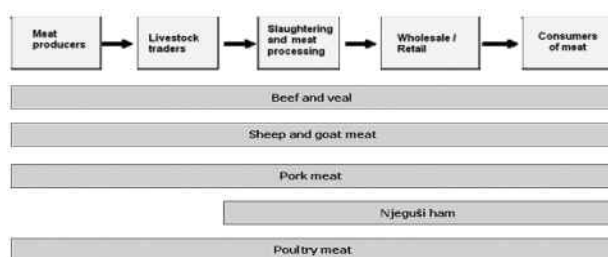 Meat
producers
Livestock
traders
Slaughtering
and meat
processing
Wholesale /
Retail
Consumers
of meat
Beef and veal
Sheep and goat meat
Pork meat
Njeguši ham
Poultry meat